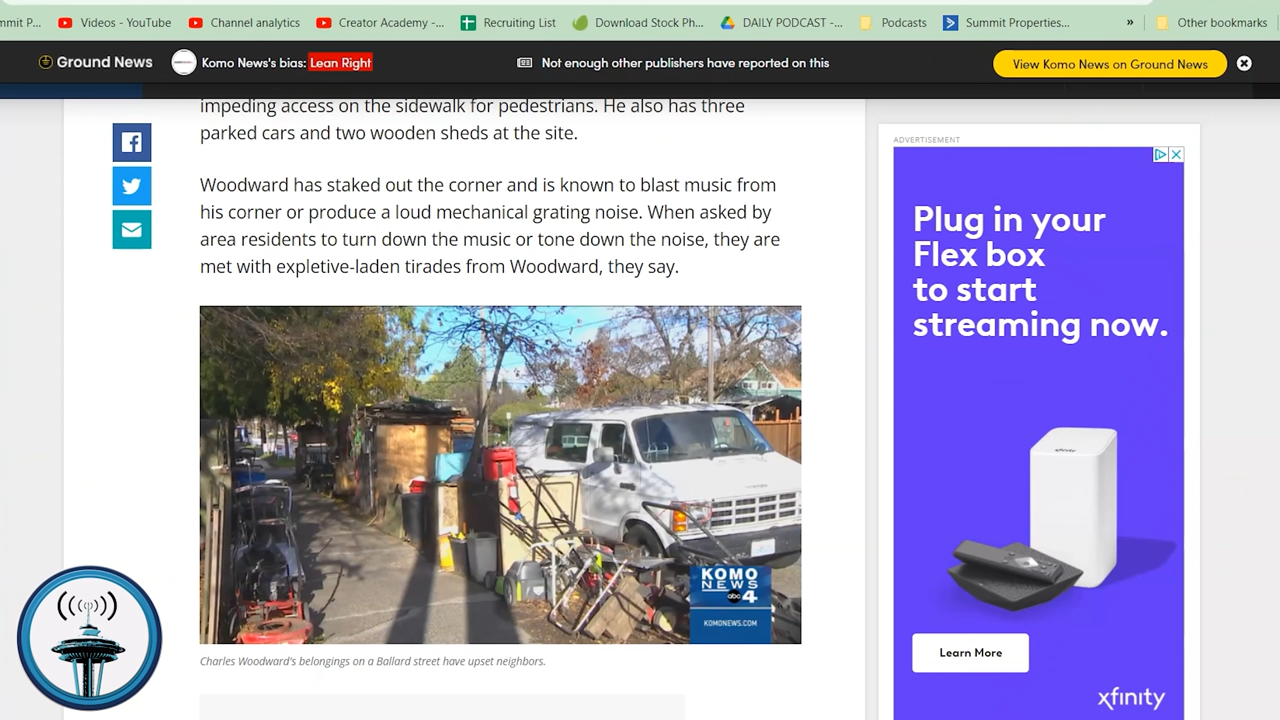 mmit P...
Videos - YouTube
Channel analytics
Creator Academy -...
Recruiting List
Download Stock Ph...
DAILY PODCAST -...
Podcasts
Summit Properties...
»
Other bookmarks
Ground News
Komo News's bias: Lean Right
Not enough other publishers have reported on this
View Komo News on Ground News
impeding access on the sidewalk for pedestrians. He also has three
parked cars and two wooden sheds at the site.
Woodward has staked out the corner and is known to blast music from
his corner or produce a loud mechanical grating noise. When asked by
area residents to turn down the music or tone down the noise, they are
met with expletive-laden tirades from Woodward, they say.
KOMO
NEWS
abc 4
KOMONEWS.COM
Charles Woodward's belongings on a Ballard street have upset neighbors.
ADVERTISEMENT
Plug in your
Flex box
to start
streaming now.
xfinity
Learn More
xfinity